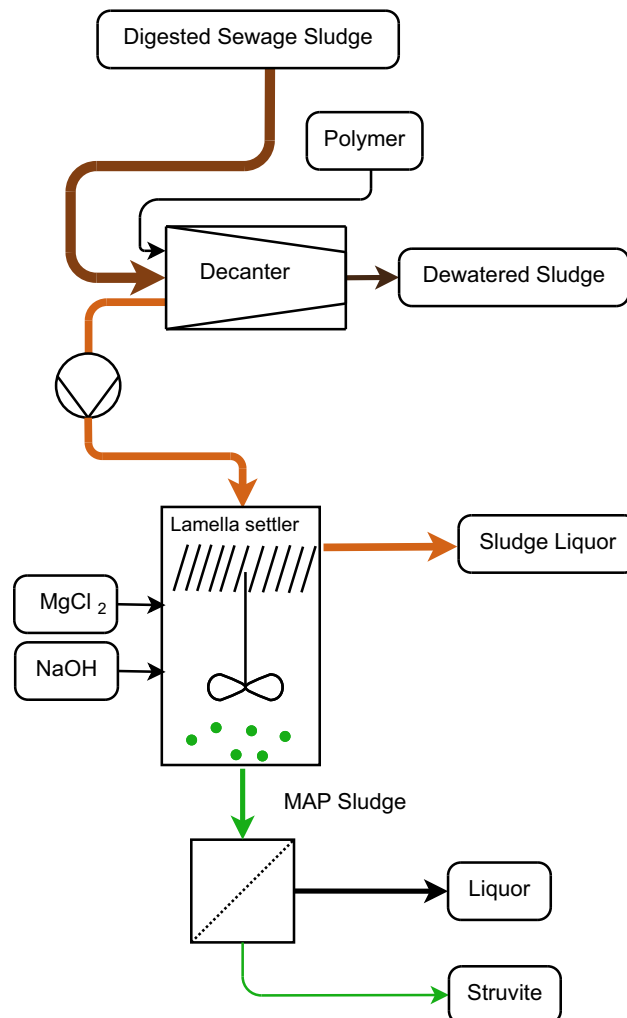 Digested Sewage Sludge
Polymer
Decanter
Dewatered Sludge
Lamella settler
Sludge Liquor
MgCl 2
NaOH
MAP Sludge
Liquor
Struvite